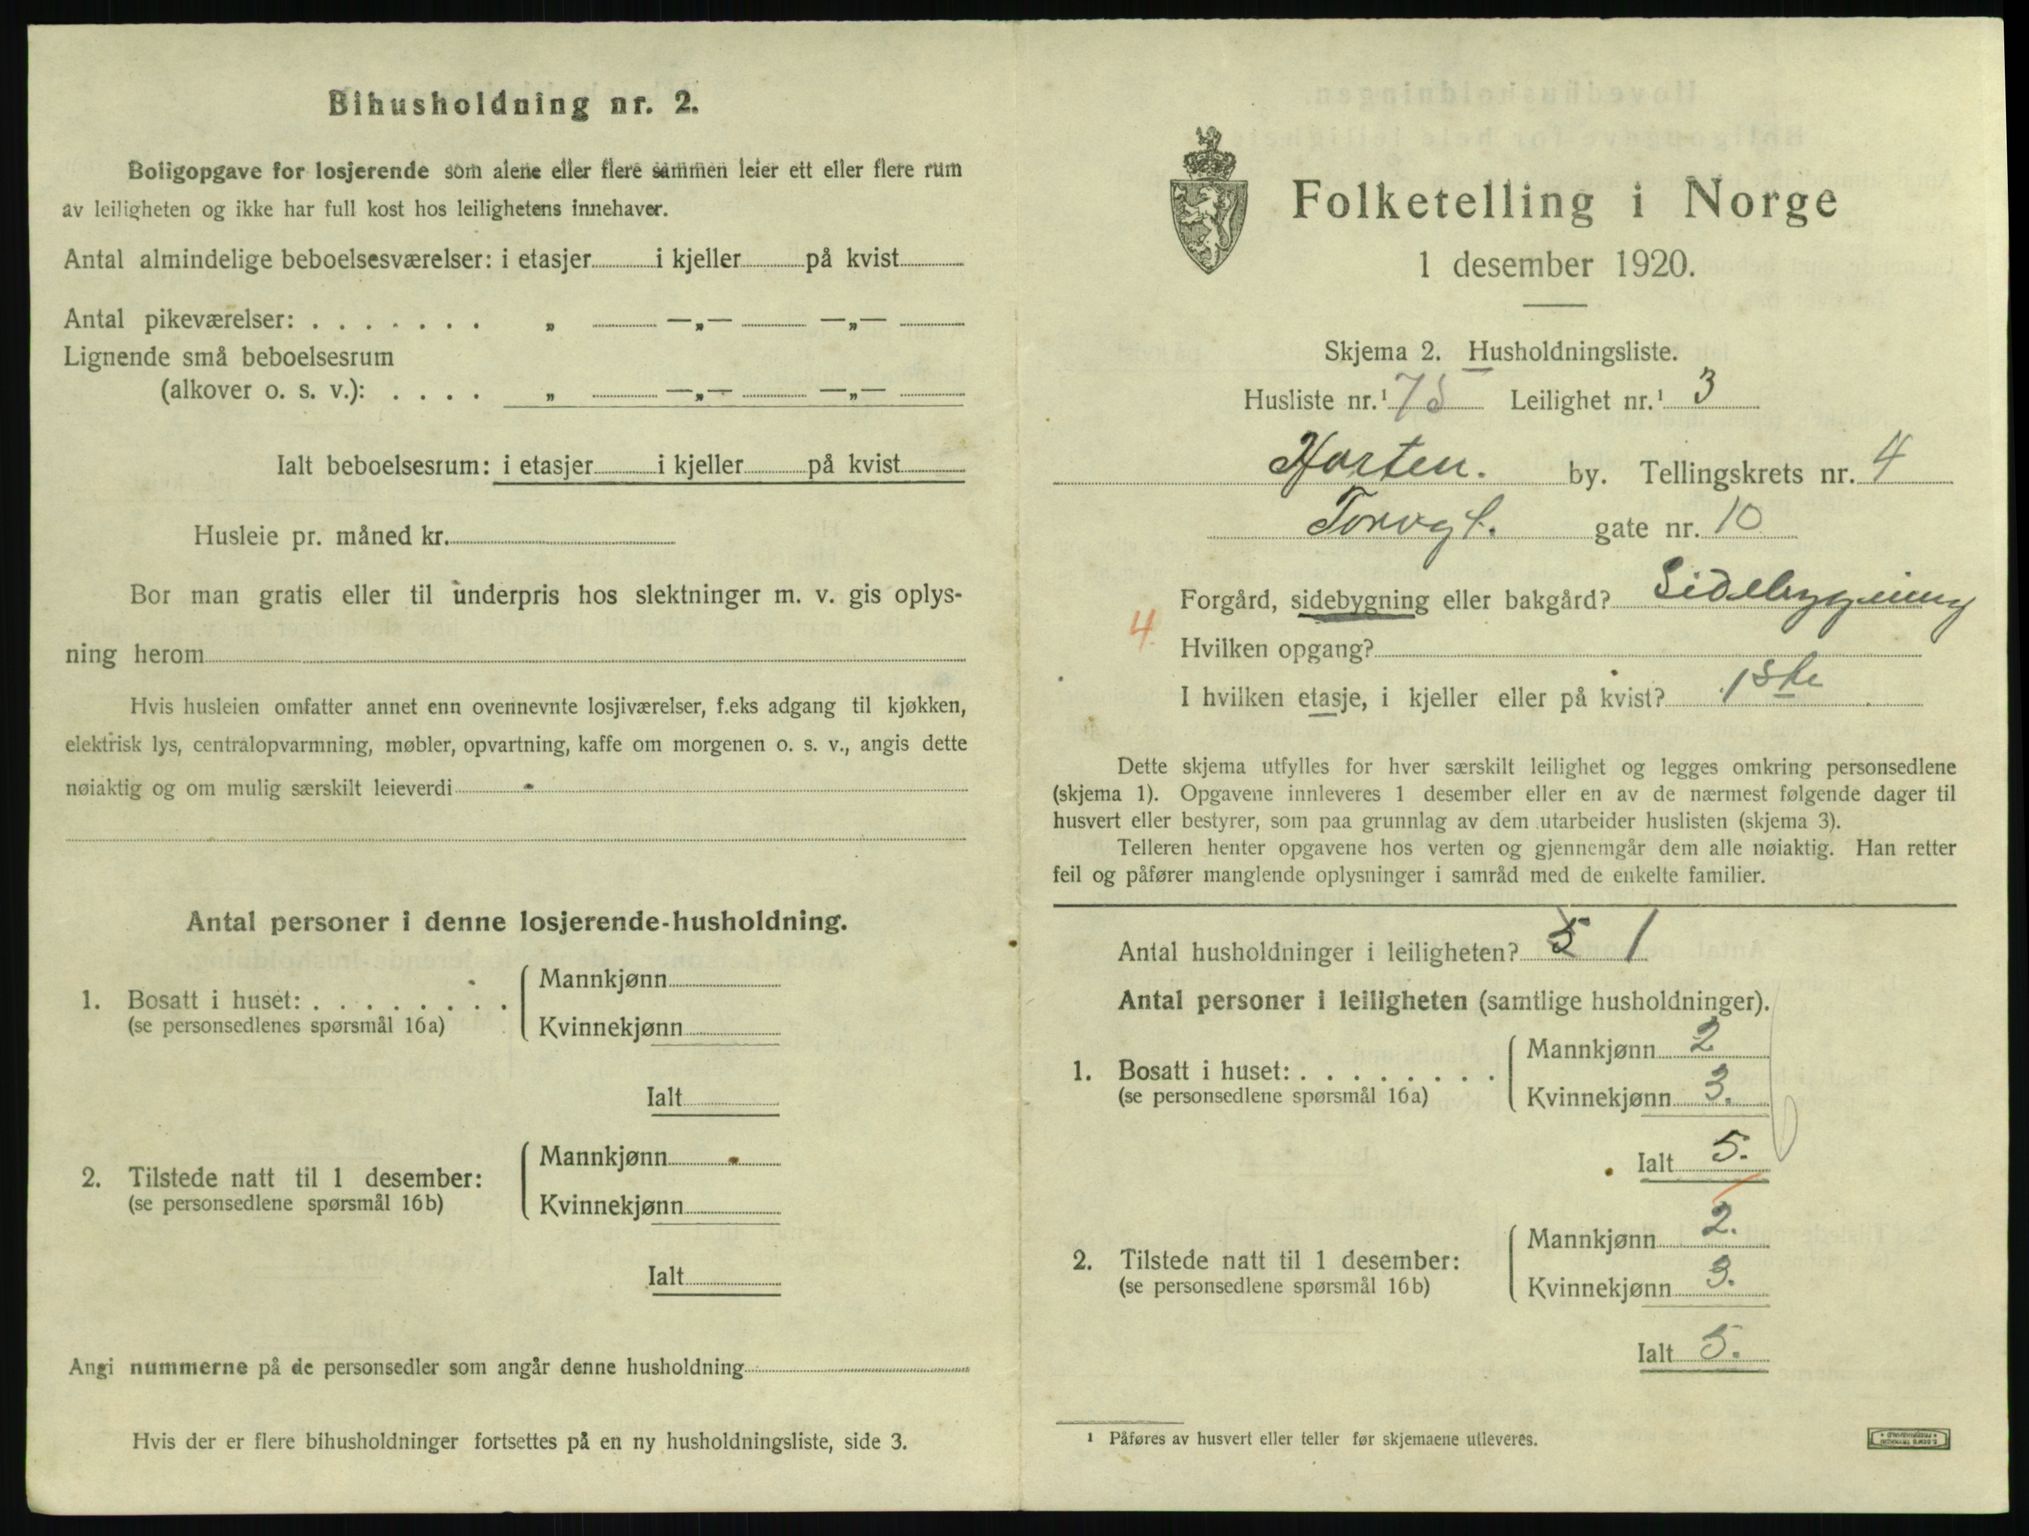 Bihusholdning nr. 2.
Boligopgave for losjerende som alene eller flere sammen leier ett eller flere rum
av leiligheten og ikke har full kost hos leilighetens innehaver.
Antal almindelige beboelsesværelser: i etasjer i kjeller på kvist
Antal pikeværelser: . . . . . . . „ —„— —„—
Lignende små beboelsesrum
(alkover o. s. v.): . . . . „ —„— —„—
Ialt beboelsesrum: i etasjer i kjeller på kvist
Husleie pr. måned kr.
Bor man gratis eller til underpris hos slektninger m. v. gis oplys-
ning herom
Hvis husleien omfatter annet enn ovennevnte losjiværelser, f.eks adgang til kjøkken,
elektrisk lys, centralopvarmning, møbler, opvartning, kaffe om morgenen o. s. v., angis dette
nøiaktig og om mulig særskilt leieverdi
Antal personer i denne losjerende-husholdning.
1. Bosatt i huset: . . . . . . . .
(se personsedlenes spørsmål 16a)
Mannkjønn
Kvinnekjønn
Ialt
2. Tilstede natt til 1 desember:
(se personsedlene spørsmål 16b)
Mannkjønn
Kvinnekjønn
Ialt
Angi nummerne på de personsedler som angår denne husholdning
Hvis der er flere bihusholdninger fortsettes på en ny husholdningsliste, side 3.
Folketelling i Norge
1 desember 1920.
Skjema 2. Husholdningsliste.
Husliste nr.¹ 75 Leilighet nr.¹ 3
Horten. by. Tellingskrets nr. 4
Torvgt. gate nr. 10
Forgård, sidebygning eller bakgård? Sidebygning
4.
Hvilken opgang?
I hvilken etasje, i kjeller eller på kvist? 1ste
Dette skjema utfylles for hver særskilt leilighet og legges omkring personsedlene
(skjema 1). Opgavene innleveres 1 desember eller en av de nærmest følgende dager til
husvert eller bestyrer, som paa grunnlag av dem utarbeider huslisten (skjema 3).
Telleren henter opgavene hos verten og gjennemgår dem alle nøiaktig. Han retter
feil og påfører manglende oplysninger i samråd med de enkelte familier.
Antal husholdninger i leiligheten? 5 1
Antal personer i leiligheten (samtlige husholdninger).
1. Bosatt i huset: . . . . . . . .
(se personsedlene spørsmål 16a)
Mannkjønn 2
Kvinnekjønn 3.
Ialt 5.
2. Tilstede natt til 1 desember:
(se personsedlene spørsmål 16b)
Mannkjønn 2.
Kvinnekjønn 3.
Ialt 5.
¹ Påføres av husvert eller teller før skjemaene utleveres.